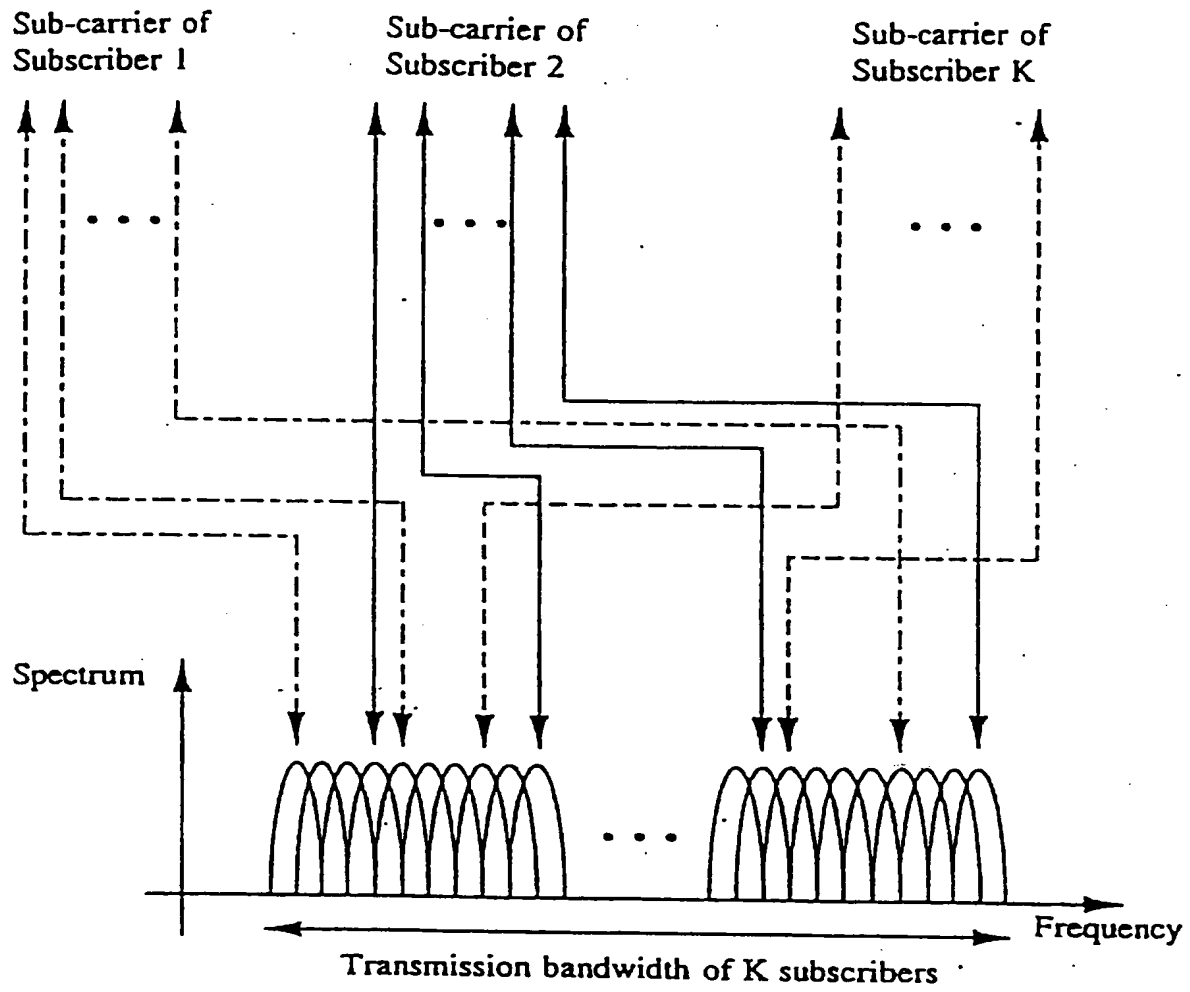 Sub-carrier of
Subscriber 1
Sub-carrier of
Subscriber 2
Sub-carrier of
Subscriber K
Spectrum
Frequency
Transmission bandwidth of K subscribers